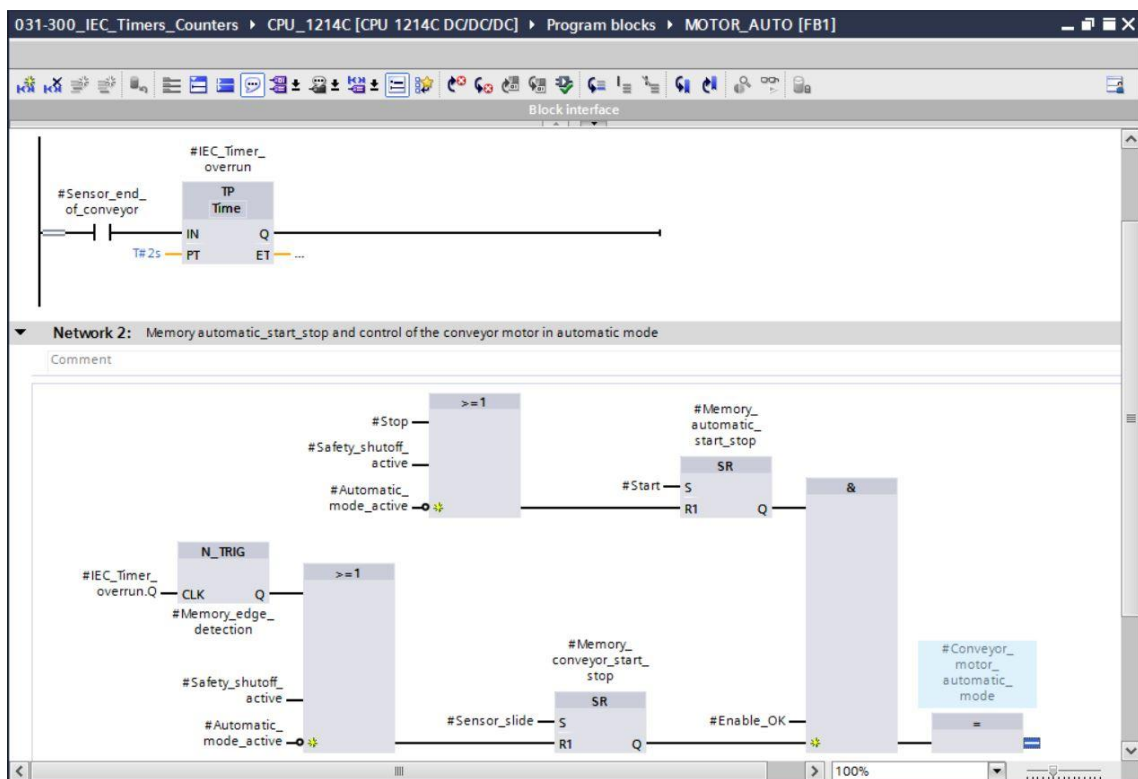 031-300_IEC_Timers_Counters ▸ CPU_1214C [CPU 1214C DC/DC/DC] ▸ Program blocks ▸ MOTOR_AUTO [FB1]
Block interface
#IEC_Timer_
overrun
#Sensor_end_
of_conveyor
TP
Time
IN Q
T#2s PT ET ...
Network 2: Memory automatic_start_stop and control of the conveyor motor in automatic mode
Comment
>=1
#Stop
#Safety_shutoff_
active
#Automatic_
mode_active
#Memory_
automatic_
start_stop
SR
#Start S
R1 Q
&
N_TRIG
#IEC_Timer_
overrun.Q
CLK Q
#Memory_edge_
detection
>=1
#Safety_shutoff_
active
#Automatic_
mode_active
#Memory_
conveyor_start_
stop
SR
#Sensor_slide S
R1 Q
#Enable_OK
#Conveyor_
motor_
automatic_
mode
=
100%